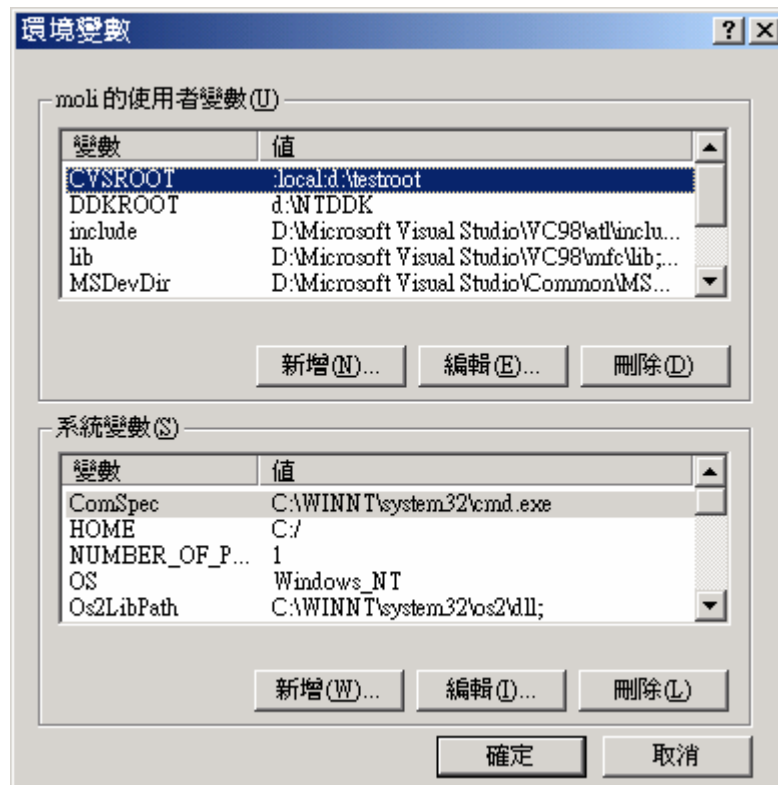 環境變數
moli 的使用者變數(U)
變數 值
CVSROOT :local:d:\testroot
DDKROOT d:\NTDDK
include D:\Microsoft Visual Studio\VC98\atl\inclu...
lib D:\Microsoft Visual Studio\VC98\mfc\lib;...
MSDevDir D:\Microsoft Visual Studio\Common\MS...
新增(N)... 編輯(E)... 刪除(D)
系統變數(S)
變數 值
ComSpec C:\WINNT\system32\cmd.exe
HOME C:/
NUMBER_OF_P... 1
OS Windows_NT
Os2LibPath C:\WINNT\system32\os2\dll;
新增(W)... 編輯(I)... 刪除(L)
確定 取消